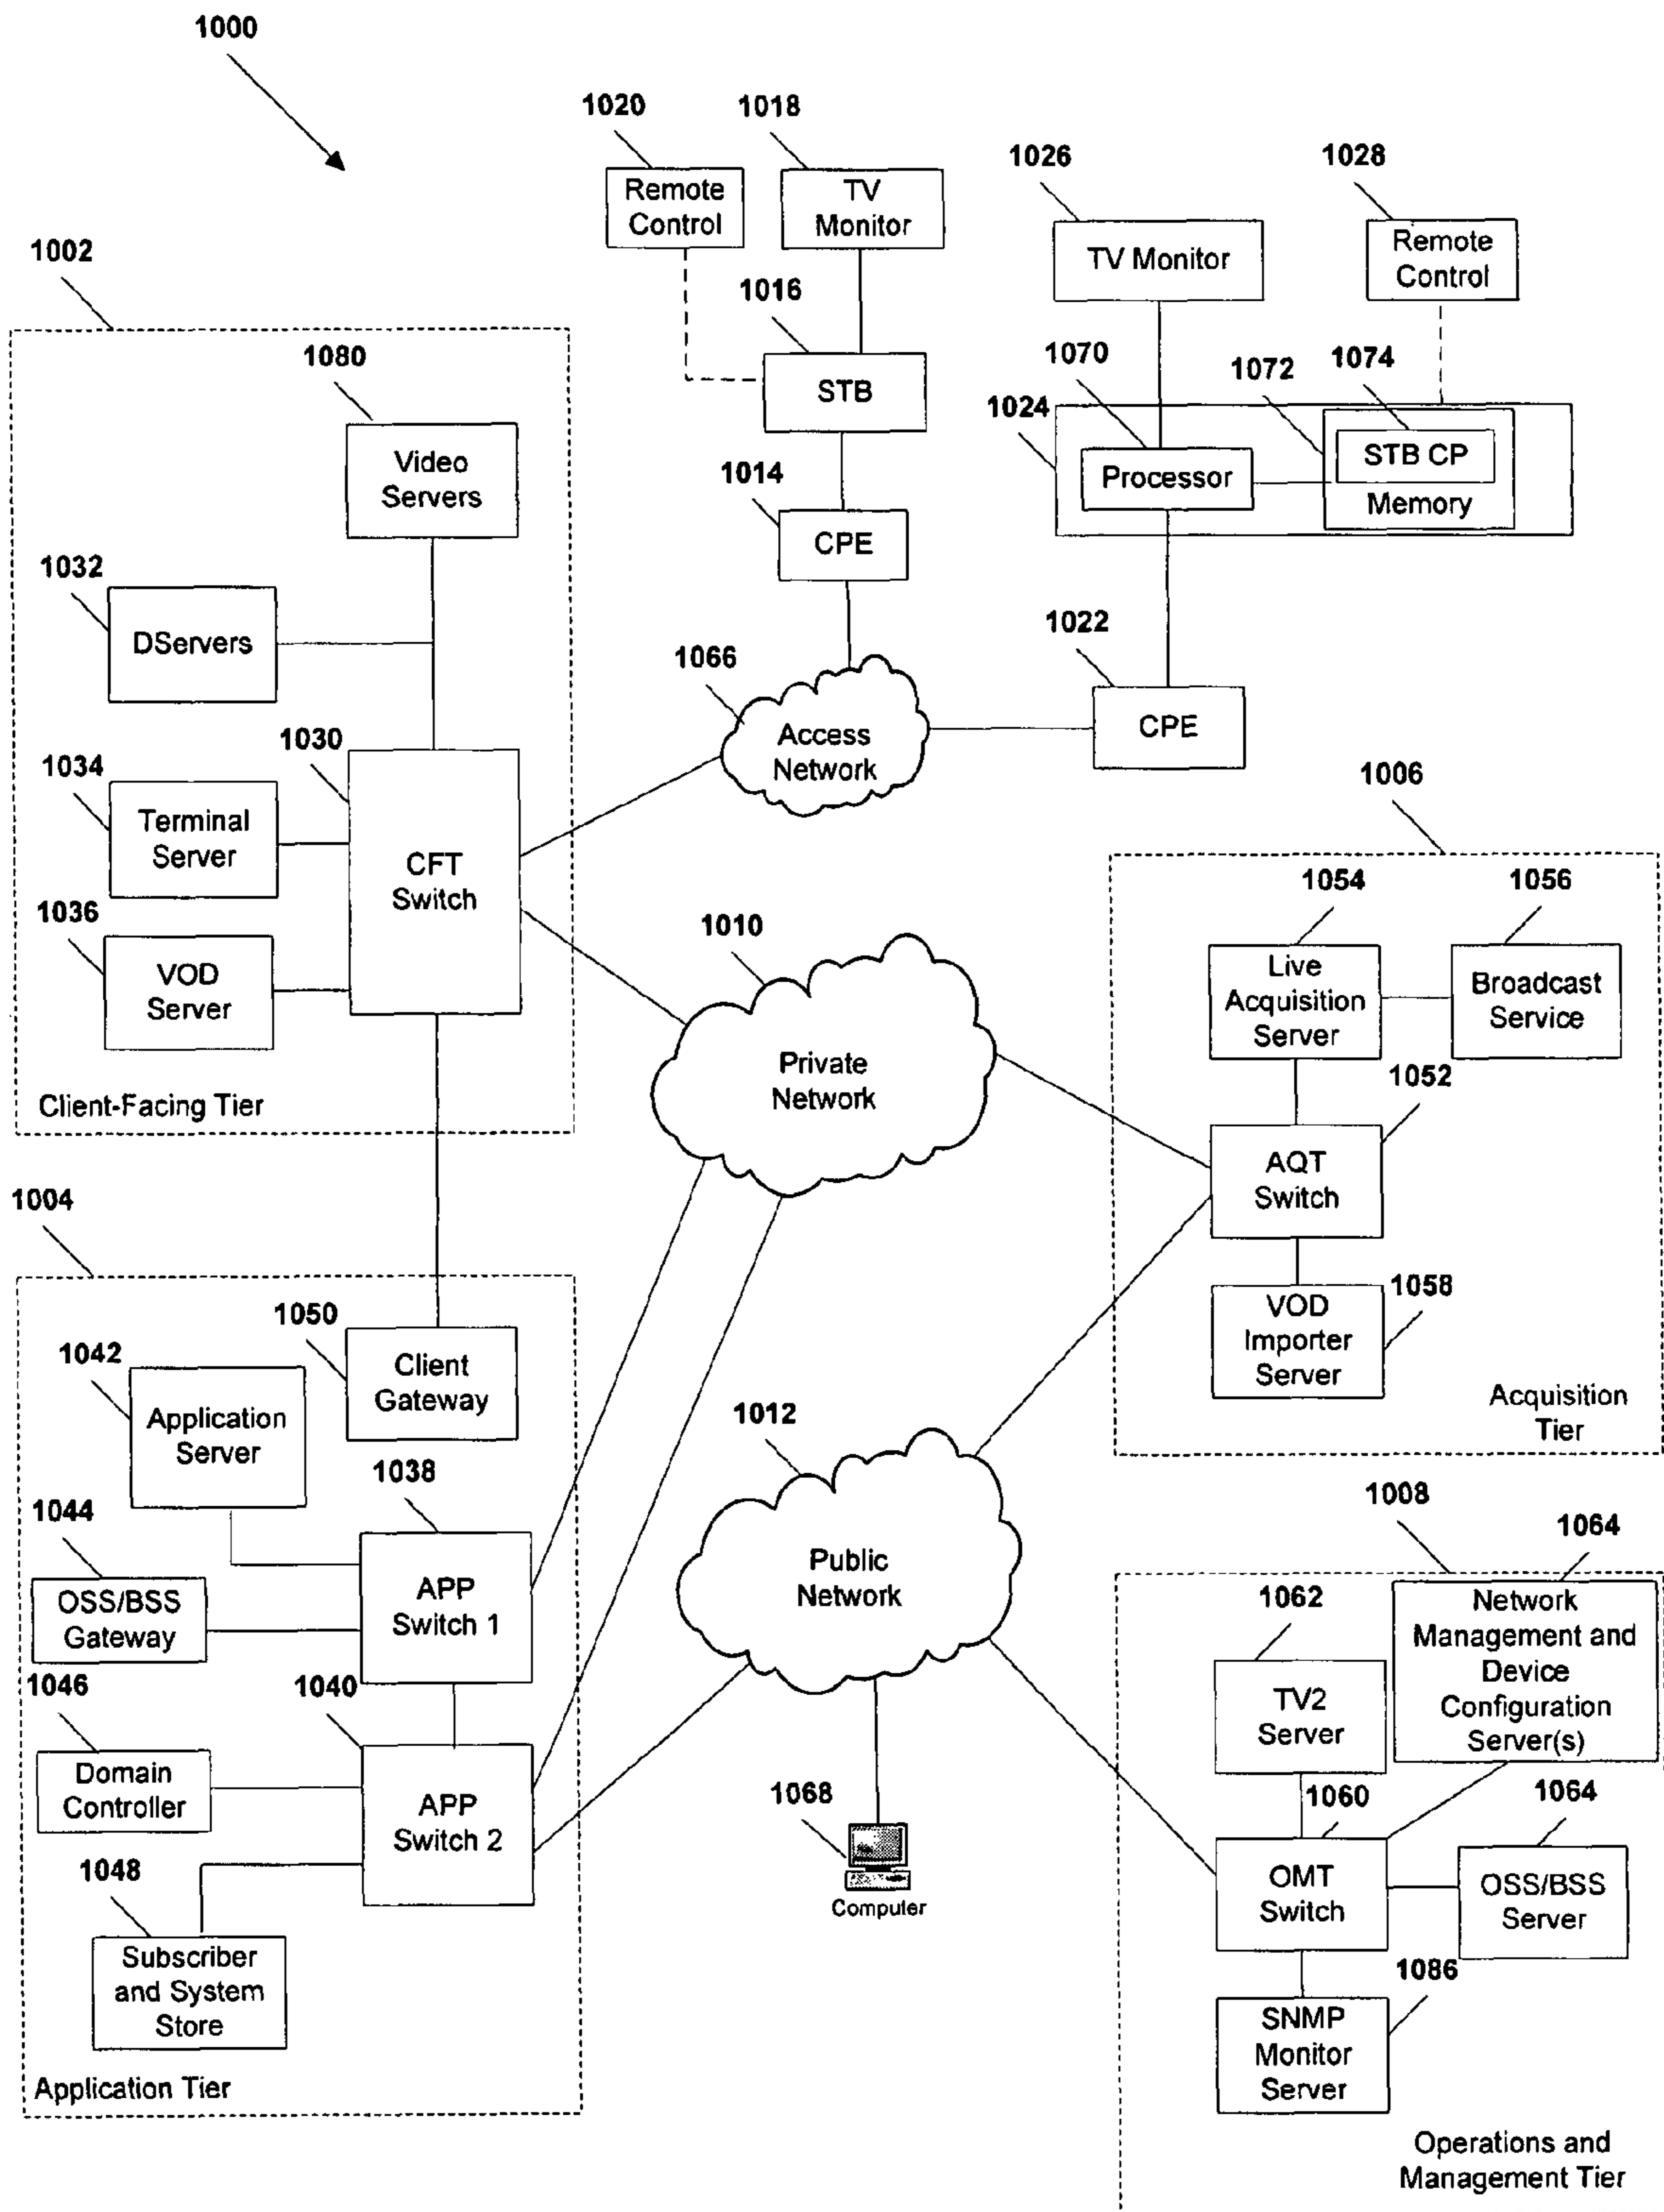 1000
1020
1018
1026
1028
Remote
Control
TV
Monitor
TV Monitor
Remote
Control
1002
1016
1080
1070
1072
1074
1024
STB
Video
Servers
STB CP
Processor
Memory
1014
CPE
1032
DServers
1066
1022
1030
Access
Network
CPE
1034
Terminal
Server
CFT
Switch
1006
1036
VOD
Server
1010
1054
1056
Live
Acquisition
Server
Broadcast
Service
Private
Network
1052
Client-Facing Tier
AQT
Switch
1004
1050
1058
VOD
Importer
Server
1042
Client
Gateway
Application
Server
1012
Acquisition
Tier
1038
1044
1008
1064
APP
Switch 1
OSS/BSS
Gateway
Public
Network
1062
Network
Management and
Device
Configuration
Server(s)
1046
1040
TV2
Server
Domain
Controller
APP
Switch 2
1068
1060
1064
1048
OMT
Switch
OSS/BSS
Server
Computer
Subscriber
and System
Store
1086
SNMP
Monitor
Server
Application Tier
Operations and
Management Tier